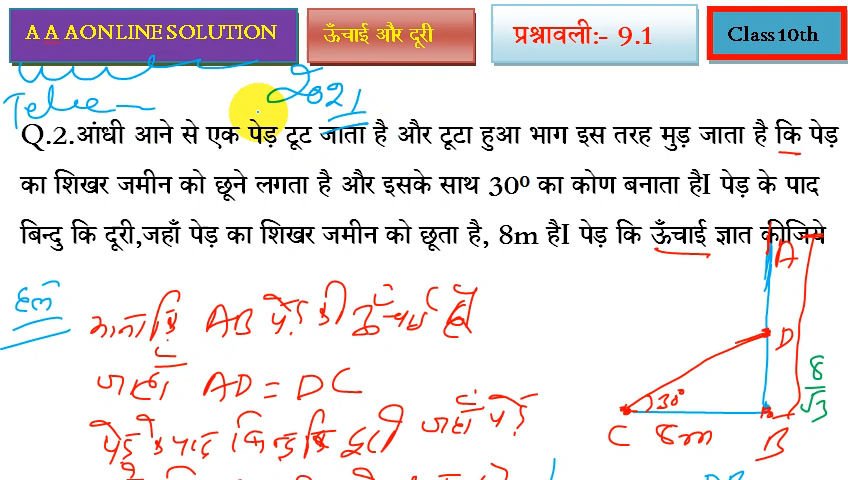 A A AONLINE SOLUTION
ऊँचाई और दूरी
प्रश्नावली:- 9.1
Class 10th
2021
Q.2.आंधी आने से एक पेड़ टूट जाता है और टूटा हुआ भाग इस तरह मुड़ जाता है कि पेड़
का शिखर जमीन को छूने लगता है और इसके साथ 30⁰ का कोण बनाता हैI पेड़ के पाद
बिन्दु कि दूरी,जहाँ पेड़ का शिखर जमीन को छूता है, 8m हैI पेड़ कि ऊँचाई ज्ञात कीजिये
हल
माना कि AB पेड़ की ऊँचाई है
जहाँ AD = DC
पेड़ के पाद बिन्दु कि दूरी जहाँ पेड़
A
D
8/√3
30°
C 8m B